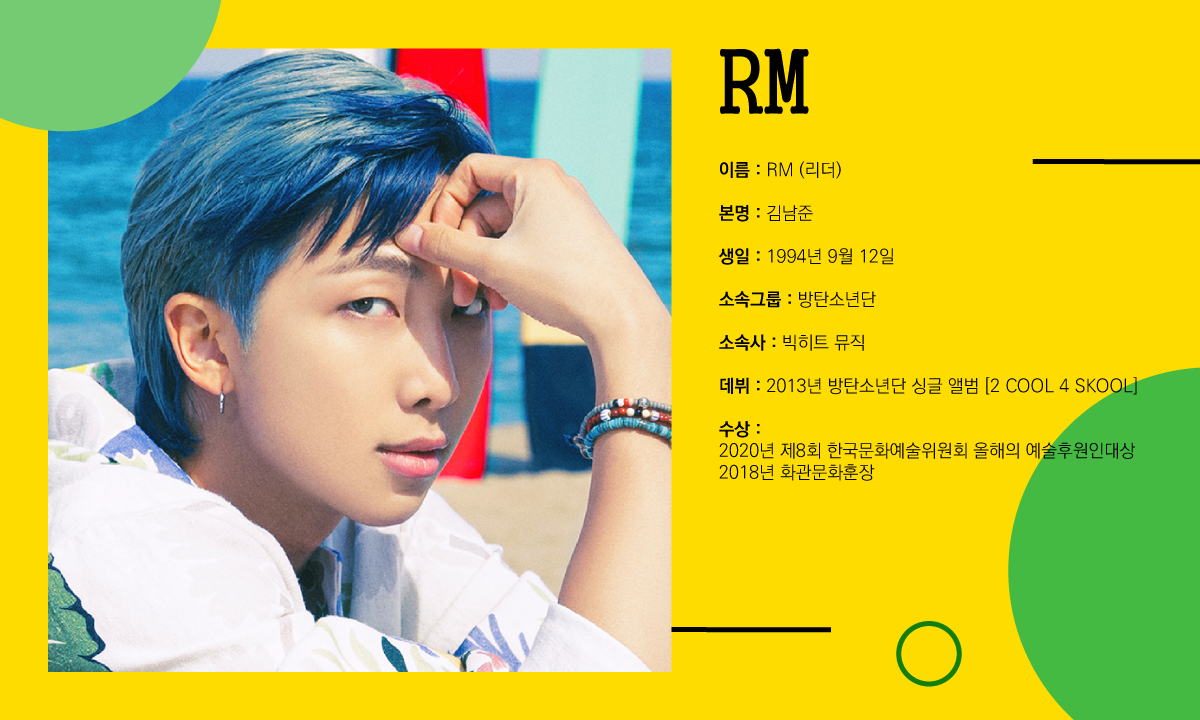 RM
이름 : RM (리더)
본명 : 김남준
생일 : 1994년 9월 12일
소속그룹 : 방탄소년단
소속사 : 빅히트 뮤직
데뷔 : 2013년 방탄소년단 싱글 앨범 [2 COOL 4 SKOOL]
수상 :
2020년 제8회 한국문화예술위원회 올해의 예술후원인대상
2018년 화관문화훈장